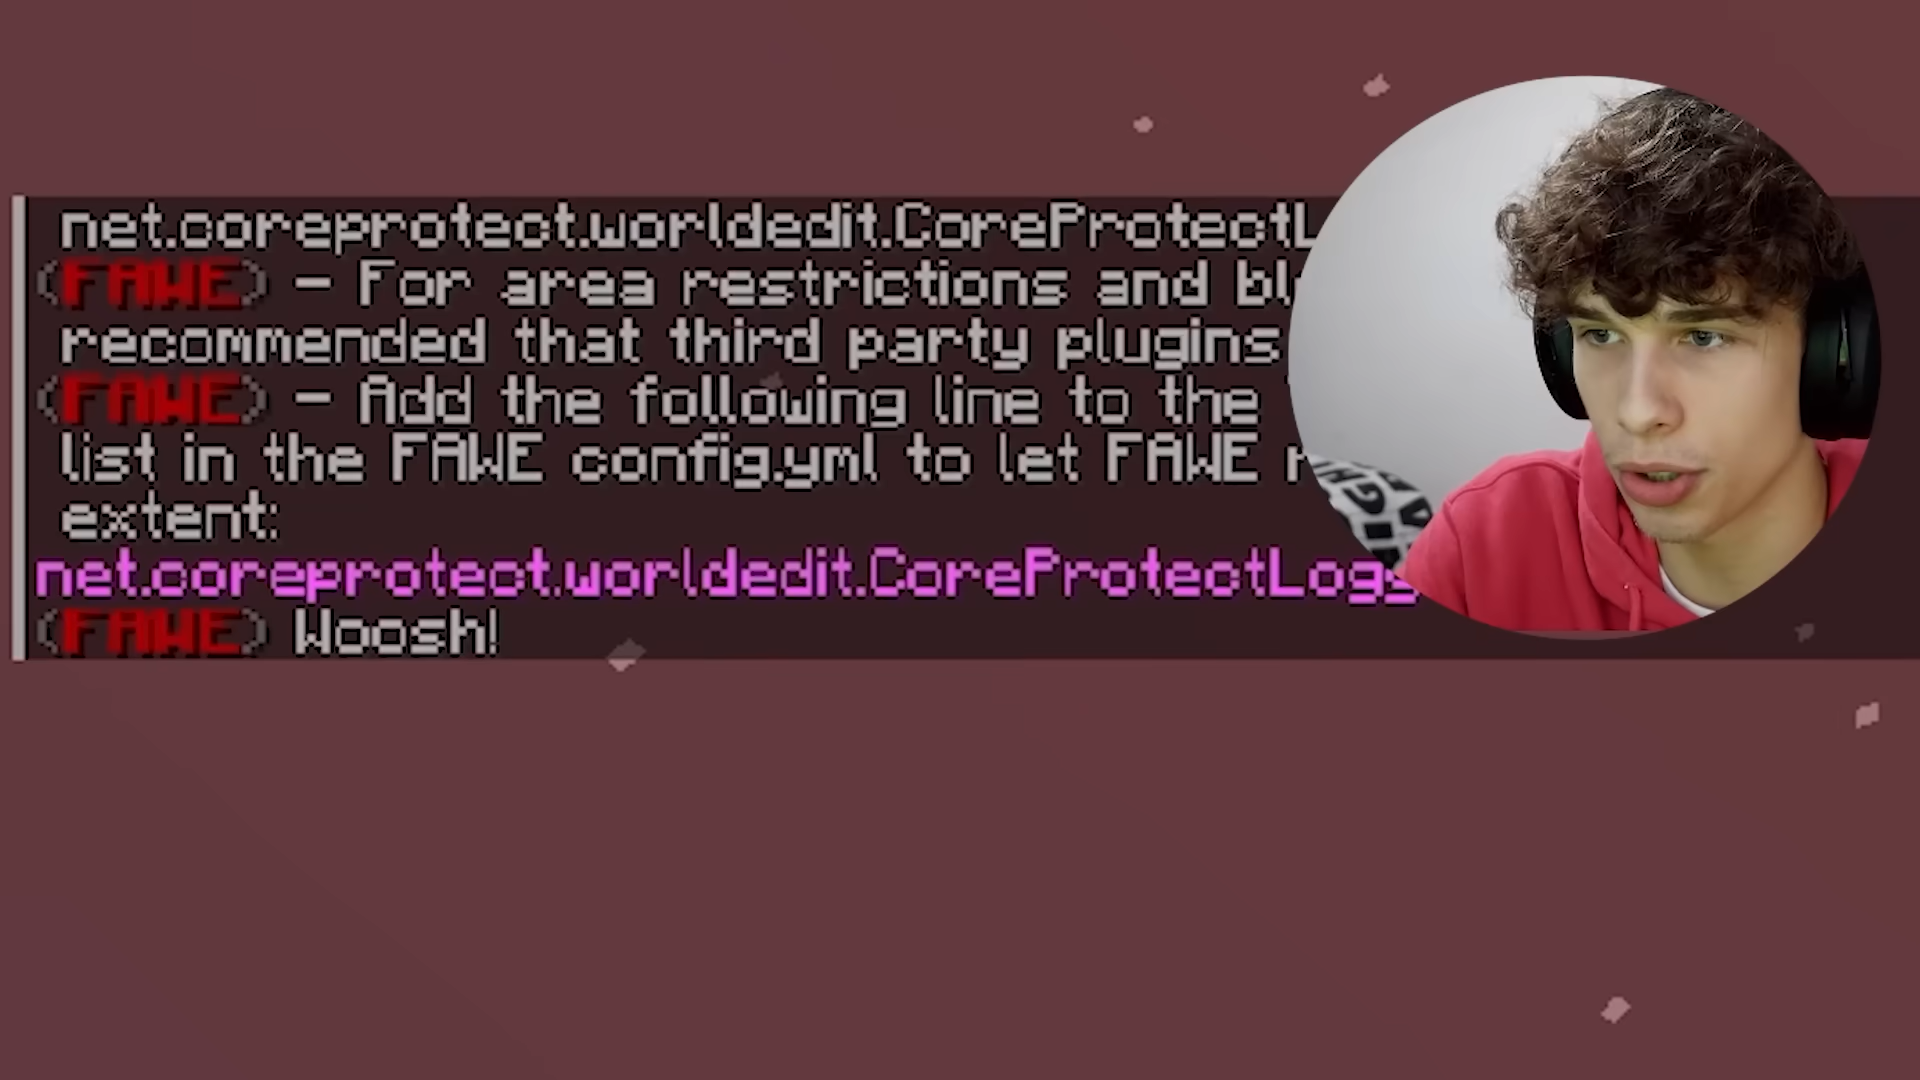 net.coreprotect.worldedit.CoreProtectL
(FAWE) - For area restrictions and
recommended that third party plugins
(FAWE) - Add the following line to the
list in the FAWE config.yml to let FAWE
extent:
net.coreprotect.worldedit.CoreProtectLogg
(FAWE) Woosh!